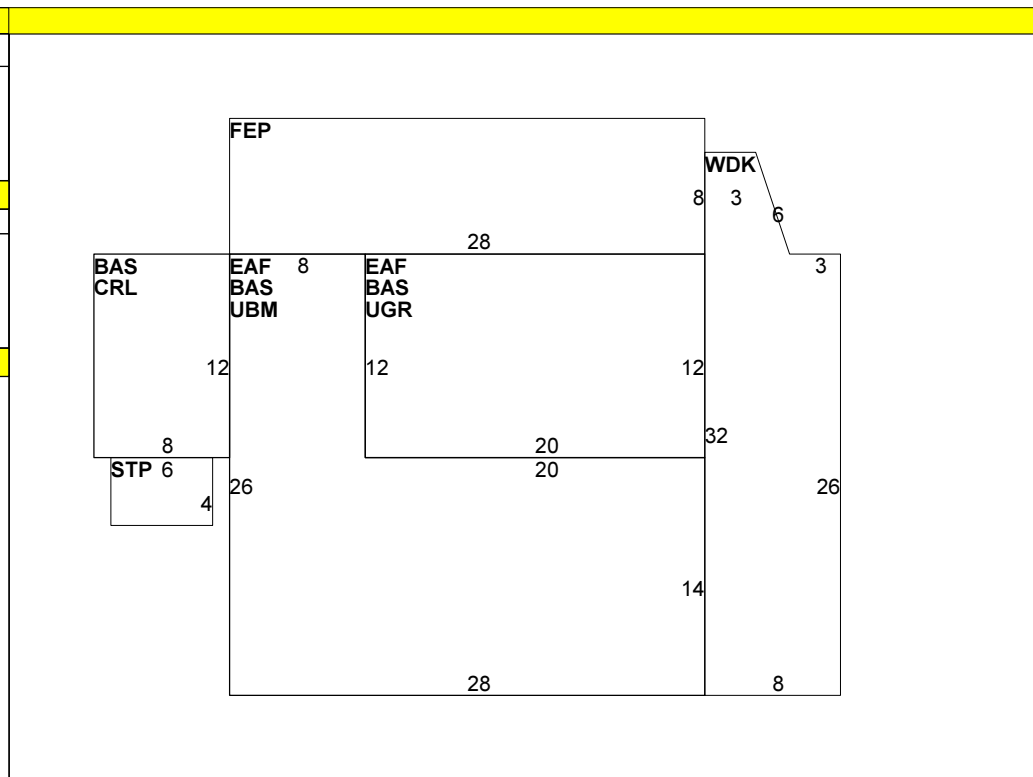 FEP
WDK
8 3
6
28
BAS EAF 8 EAF 3
CRL BAS BAS
UBM UGR
12 12 12
32
8 20
STP 6 20
26 26
4
14
28 8